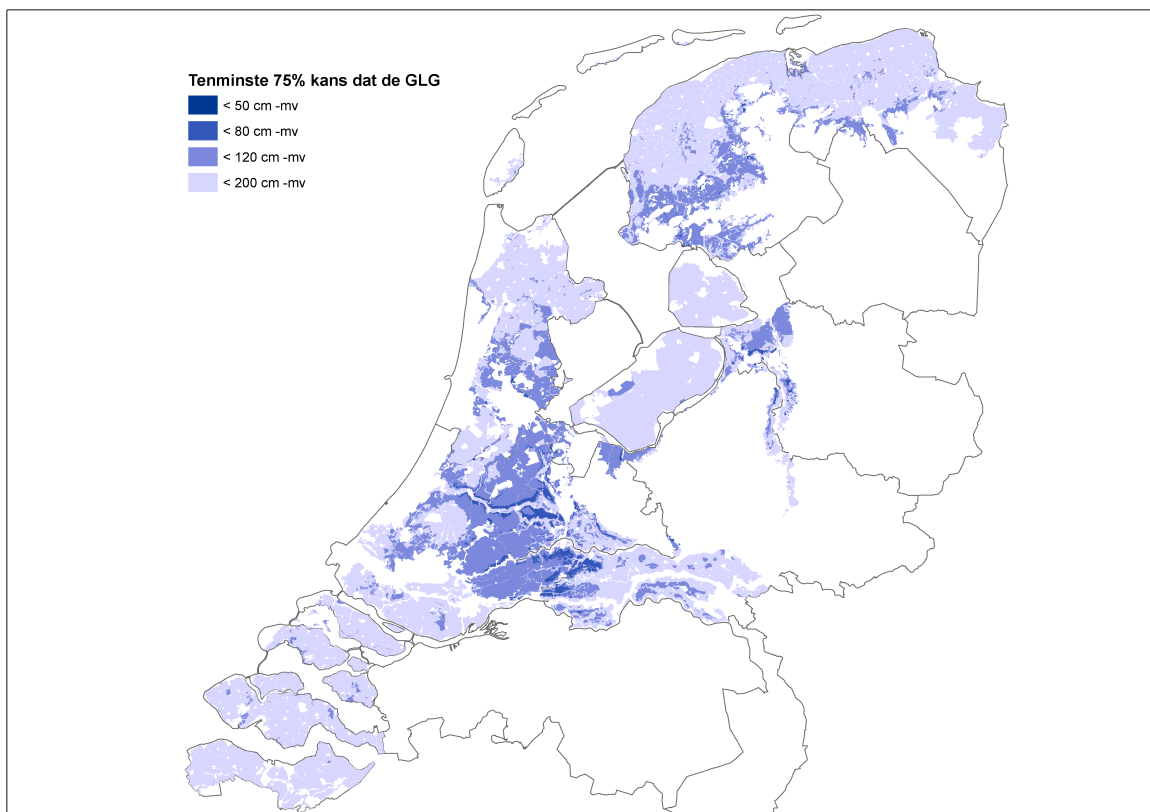 Tenminste 75% kans dat de GLG
< 50 cm -mv
< 80 cm -mv
< 120 cm -mv
< 200 cm -mv